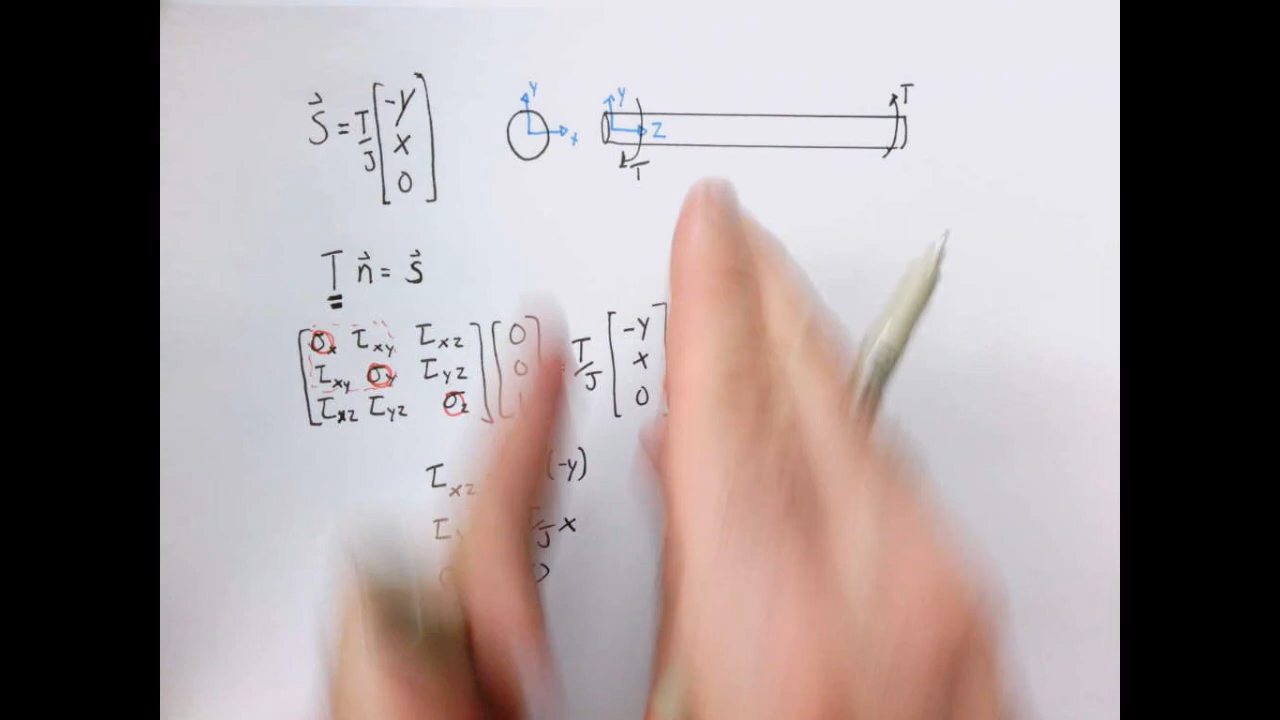 S⃗ = T/J [-y x 0]
y x
y z T T
T n⃗ = S⃗
[σx τxy τxz] [0] T/J [-y]
[τxy σy τyz] [0] [x]
[τxz τyz σz] [0]
τxz (-y)
τ /J x